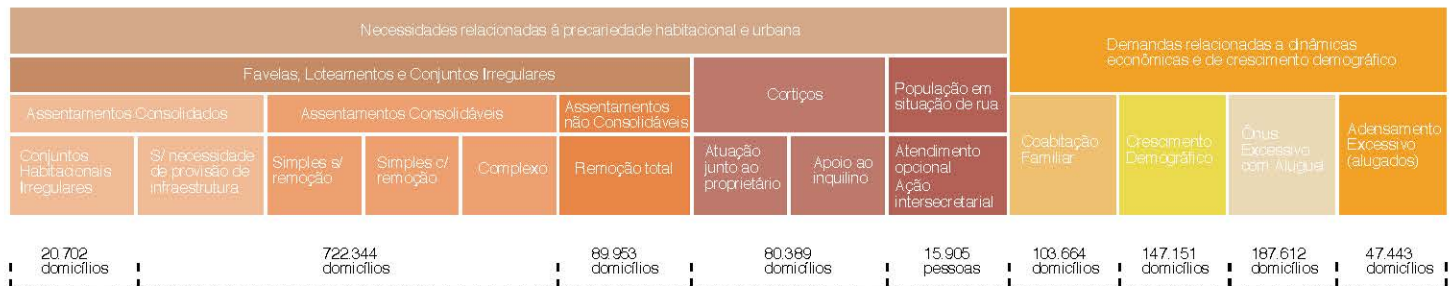 Necessidades relacionadas á precariedade habitacional e urbana
Demandas relacionadas a dinâmicas
econômicas e de crescimento demográfico
Favelas, Loteamentos e Conjuntos Irregulares
Cortiços
População em
situação de rua
Assentamentos Consolidados
Assentamentos Consolidáveis
Assentamentos
não Consolidáveis
Conjuntos
Habitacionais
Irregulares
S/ necessidade
de provisão de
infraestrutura
Simples s/
remoção
Simples c/
remoção
Complexo
Remoção total
Atuação
junto ao
proprietário
Apoio ao
inquilino
Atendimento
opcional
Ação
intersecretarial
Coabitação
Familiar
Crescimento
Demográfico
Ônus
Excessivo
com Aluguel
Adensamento
Excessivo
(alugados)
20.702
domicílios
722.344
domicílios
89.953
domicílios
80.389
domicílios
15.905
pessoas
103.664
domicílios
147.151
domicílios
187.612
domicílios
47.443
domicílios